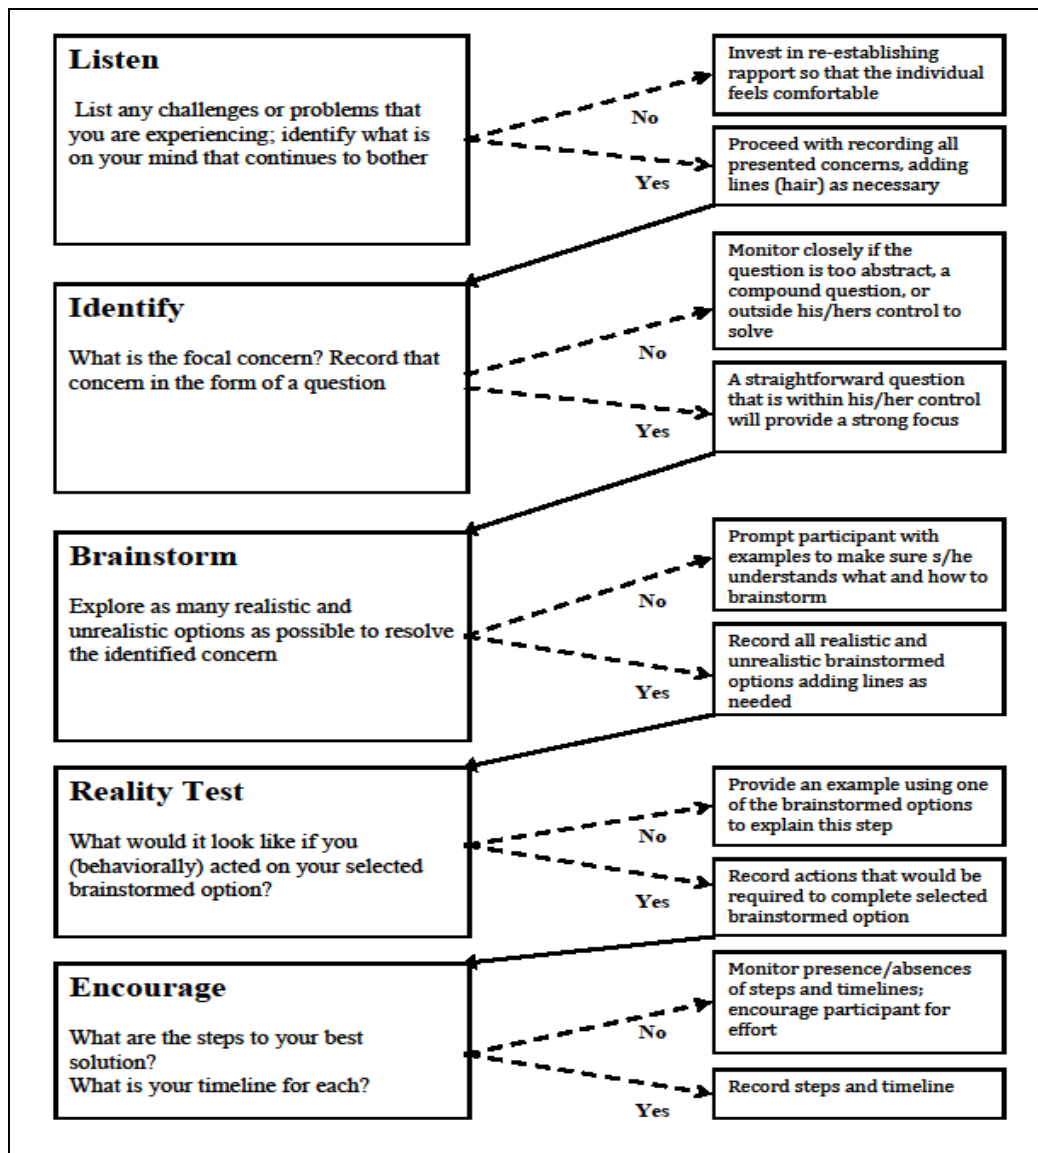 Listen
List any challenges or problems that
you are experiencing; identify what is
on your mind that continues to bother
Invest in re-establishing
rapport so that the individual
feels comfortable
No
Proceed with recording all
presented concerns, adding
lines (hair) as necessary
Yes
Identify
What is the focal concern? Record that
concern in the form of a question
Monitor closely if the
question is too abstract, a
compound question, or
outside his/hers control to
solve
No
A straightforward question
that is within his/her control
will provide a strong focus
Yes
Brainstorm
Explore as many realistic and
unrealistic options as possible to resolve
the identified concern
Prompt participant with
examples to make sure s/he
understands what and how to
brainstorm
No
Record all realistic and
unrealistic brainstormed
options adding lines as
needed
Yes
Reality Test
What would it look like if you
(behaviorally) acted on your selected
brainstormed option?
Provide an example using one
of the brainstormed options
to explain this step
No
Record actions that would be
required to complete selected
brainstormed option
Yes
Encourage
What are the steps to your best
solution?
What is your timeline for each?
Monitor presence/absences
of steps and timelines;
encourage participant for
effort
No
Record steps and timeline
Yes